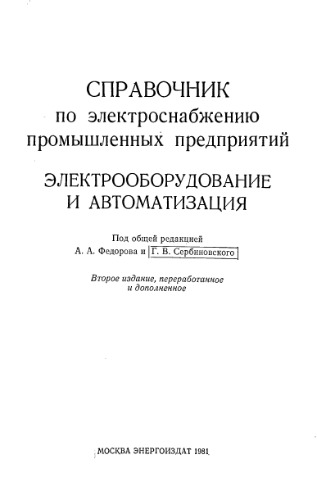 СПРАВОЧНИК
по электроснабжению
промышленных предприятий
ЭЛЕКТРООБОРУДОВАНИЕ
И АВТОМАТИЗАЦИЯ
Под общей редакцией
А. А. Федорова и Г. В. Сербиновского
Второе издание, переработанное
и дополненное
МОСКВА ЭНЕРГОИЗДАТ 1981